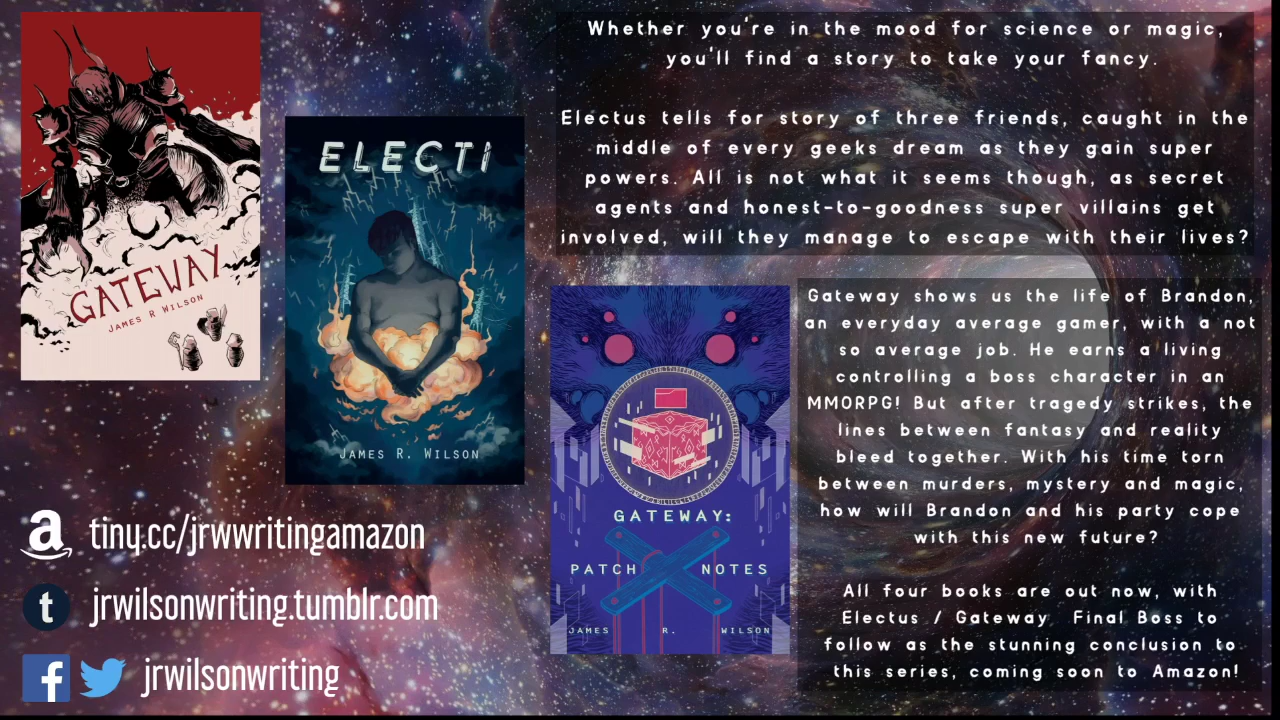 GATEWAY
JAMES R WILSON
ELECTI
JAMES R. WILSON
GATEWAY:
PATCH NOTES
JAMES R. WILSON
Whether you're in the mood for science or magic,
you'll find a story to take your fancy.
Electus tells for story of three friends, caught in the
middle of every geeks dream as they gain super
powers. All is not what it seems though, as secret
agents and honest-to-goodness super villains get
involved, will they manage to escape with their lives?
Gateway shows us the life of Brandon,
an everyday average gamer, with a not
so average job. He earns a living
controlling a boss character in an
MMORPG! But after tragedy strikes, the
lines between fantasy and reality
bleed together. With his time torn
between murders, mystery and magic,
how will Brandon and his party cope
with this new future?
All four books are out now, with
Electus / Gateway Final Boss to
follow as the stunning conclusion to
this series, coming soon to Amazon!
a tiny.cc/jrwwritingamazon
t jrwilsonwriting.tumblr.com
f jrwilsonwriting